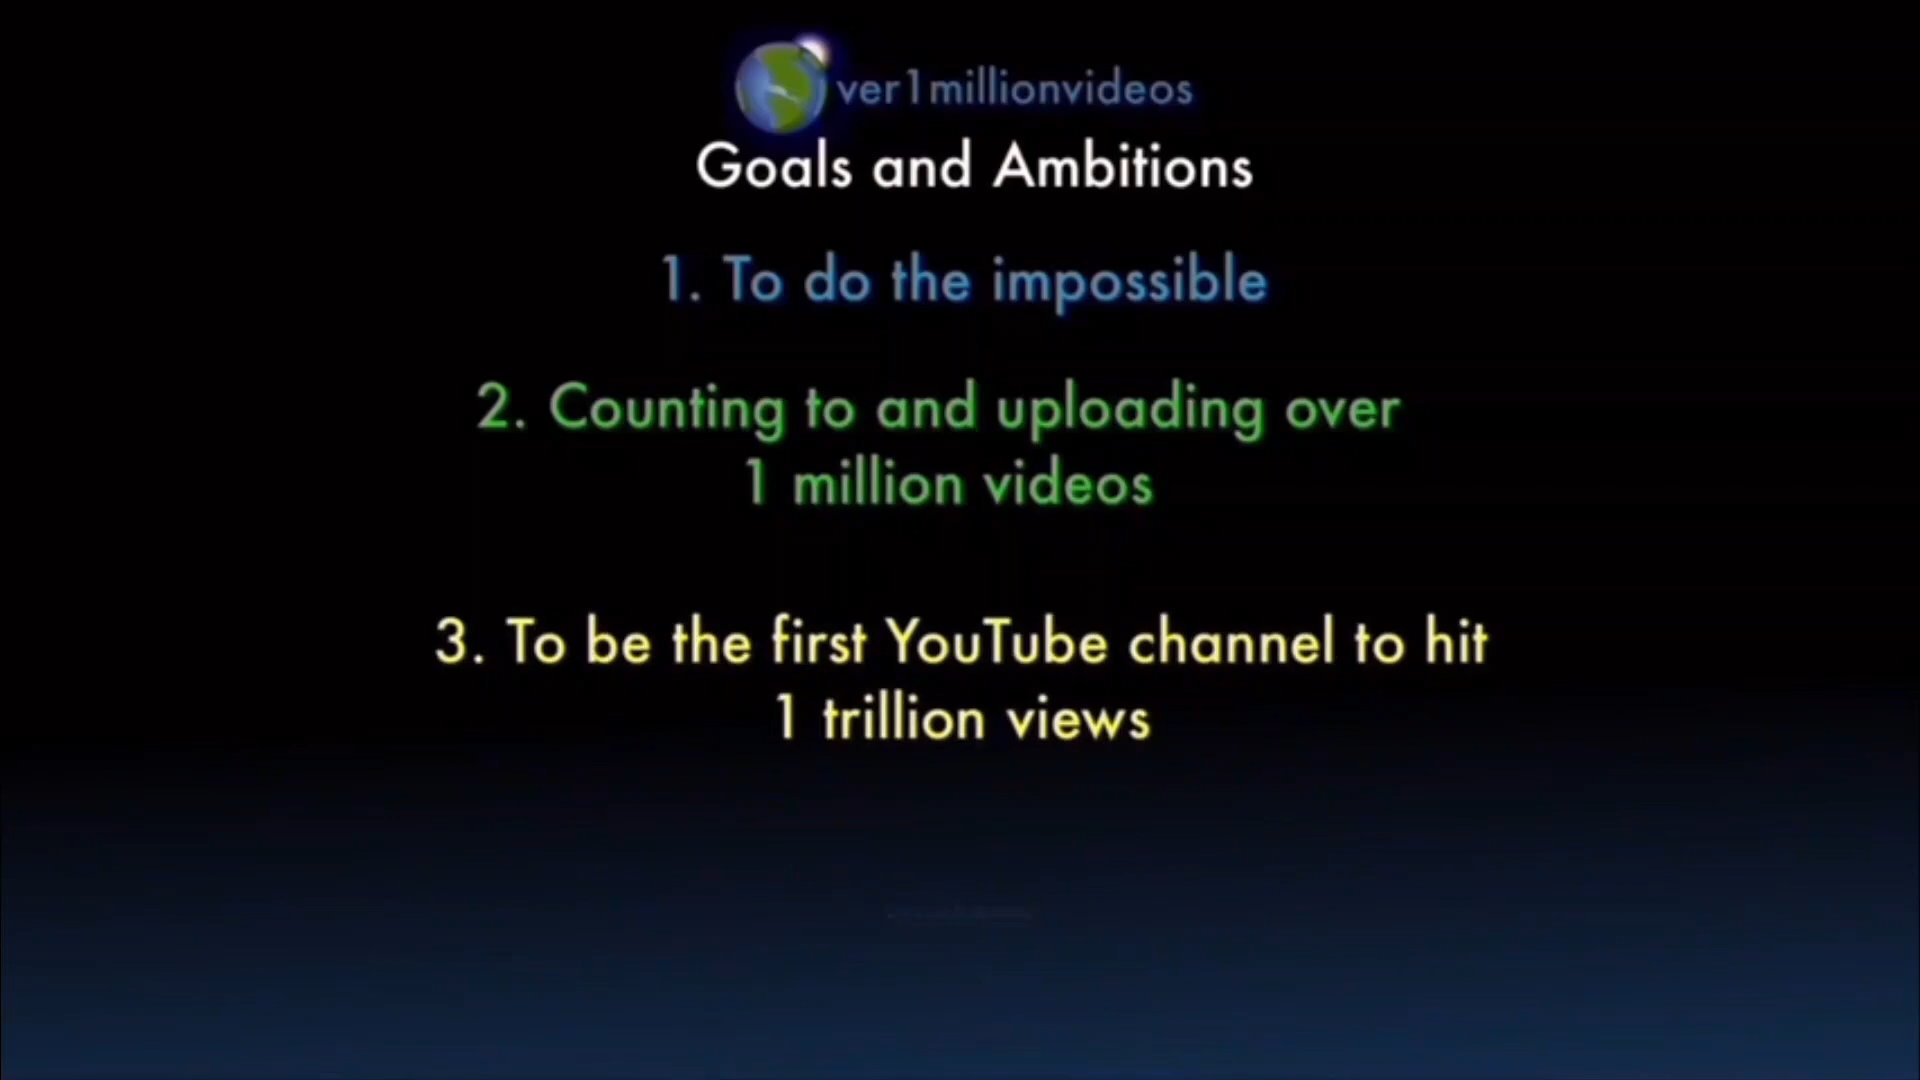 ver1millionvideos
Goals and Ambitions
1. To do the impossible
2. Counting to and uploading over
1 million videos
3. To be the first YouTube channel to hit
1 trillion views